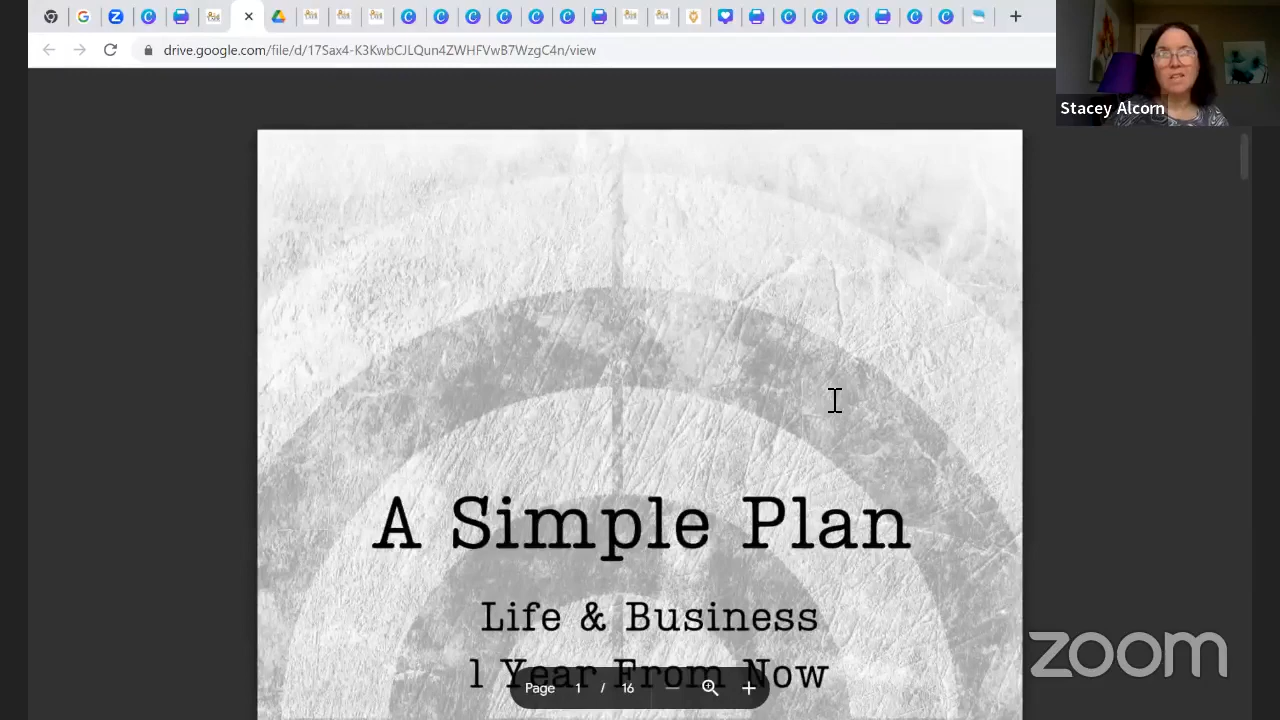 drive.google.com/file/d/17Sax4-K3KwbCJLQun4ZWHFVwB7WzgC4n/view
Stacey Alcorn
A Simple Plan
Life & Business
1 Year From Now
Page 1 / 16
zoom